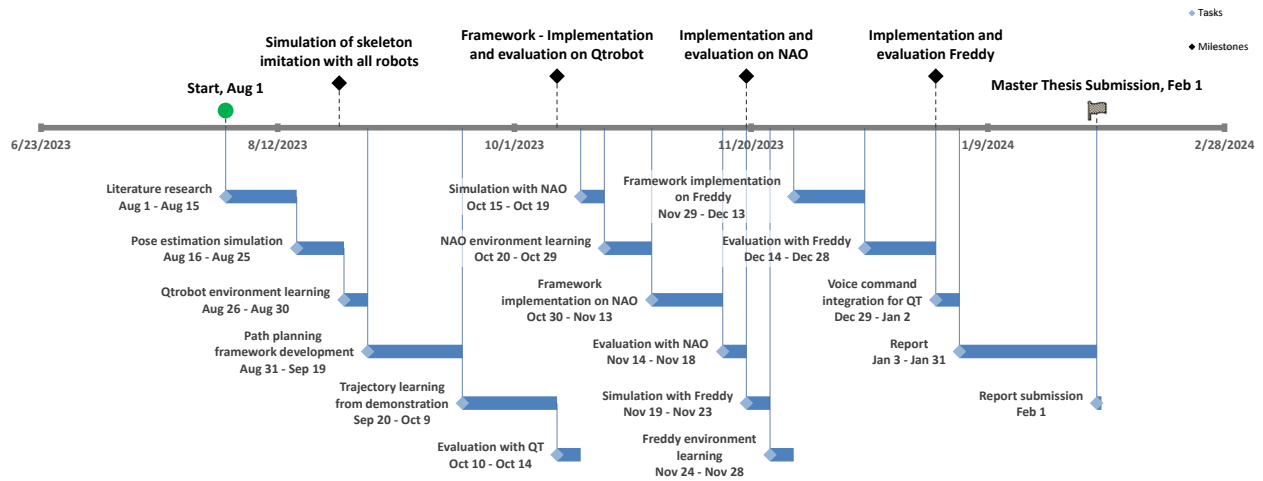 Tasks
Milestones
Start, Aug 1
Simulation of skeleton
imitation with all robots
Framework - Implementation
and evaluation on Qtrobot
Implementation and
evaluation on NAO
Implementation and
evaluation Freddy
Master Thesis Submission, Feb 1
6/23/2023
8/12/2023
10/1/2023
11/20/2023
1/9/2024
2/28/2024
Literature research
Aug 1 - Aug 15
Pose estimation simulation
Aug 16 - Aug 25
Qtrobot environment learning
Aug 26 - Aug 30
Path planning
framework development
Aug 31 - Sep 19
Trajectory learning
from demonstration
Sep 20 - Oct 9
Evaluation with QT
Oct 10 - Oct 14
Simulation with NAO
Oct 15 - Oct 19
NAO environment learning
Oct 20 - Oct 29
Framework
implementation on NAO
Oct 30 - Nov 13
Evaluation with NAO
Nov 14 - Nov 18
Simulation with Freddy
Nov 19 - Nov 23
Freddy environment
learning
Nov 24 - Nov 28
Framework implementation
on Freddy
Nov 29 - Dec 13
Evaluation with Freddy
Dec 14 - Dec 28
Voice command
integration for QT
Dec 29 - Jan 2
Report
Jan 3 - Jan 31
Report submission
Feb 1